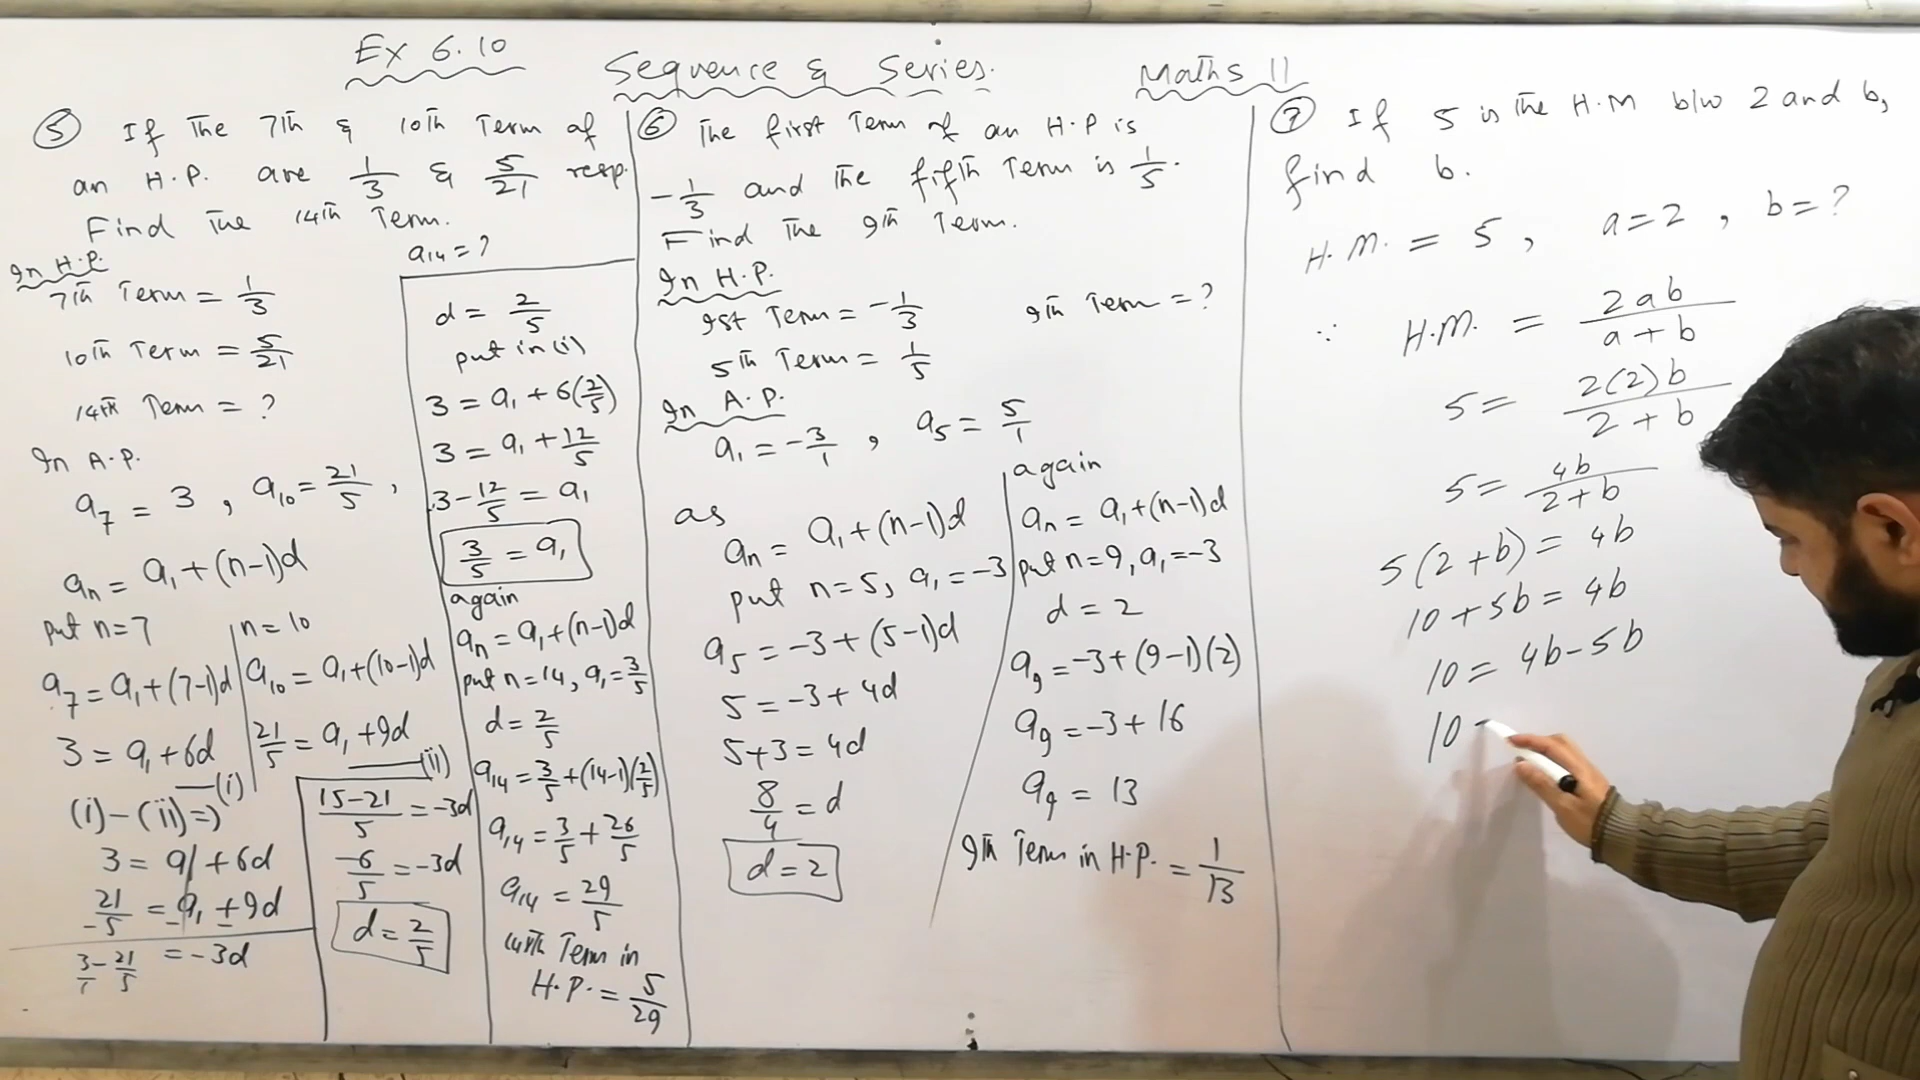 Ex 6.10
Sequence & Series.
Maths 11
⑤ If The 7th & 10th Term of
an H.P. are 1/3 & 5/21 resp.
Find The 14th Term.
a14 = ?
In H.P.
7th Term = 1/3
10th Term = 5/21
14th Term = ?
In A.P.
a7 = 3 , a10 = 21/5 ,
an = a1 + (n-1)d
put n=7
a7 = a1 + (7-1)d
3 = a1 + 6d
—(i)
n = 10
a10 = a1 + (10-1)d
21/5 = a1 + 9d
—(ii)
(i) - (ii) =>
3 = a1 + 6d
-21/5 = -a1 ± 9d
3/1 - 21/5 = -3d
15-21/5 = -3d
-6/5 = -3d
d = 2/5
d = 2/5
put in (i)
3 = a1 + 6(2/5)
3 = a1 + 12/5
3 - 12/5 = a1
3/5 = a1
again
an = a1 + (n-1)d
put n=14, a1 = 3/5
d = 2/5
a14 = 3/5 + (14-1)(2/5)
a14 = 3/5 + 26/5
a14 = 29/5
14th Term in
H.P. = 5/29
⑥ The first Term of an H.P is
-1/3 and The fifth Term is 1/5.
Find The 9th Term.
In H.P.
1st Term = -1/3
9th Term = ?
5th Term = 1/5
In A.P.
a1 = -3/1 , a5 = 5/1
as
an = a1 + (n-1)d
put n=5, a1 = -3
a5 = -3 + (5-1)d
5 = -3 + 4d
5+3 = 4d
8/4 = d
d = 2
again
an = a1 + (n-1)d
put n=9, a1 = -3
d = 2
a9 = -3 + (9-1)(2)
a9 = -3 + 16
a9 = 13
9th Term in H.P. = 1/13
⑦ If 5 is the H.M b/w 2 and b,
find b.
H.M. = 5 , a = 2 , b = ?
∵ H.M. = 2ab/a+b
5 = 2(2)b/2+b
5 = 4b/2+b
5(2+b) = 4b
10 + 5b = 4b
10 = 4b - 5b
10 =